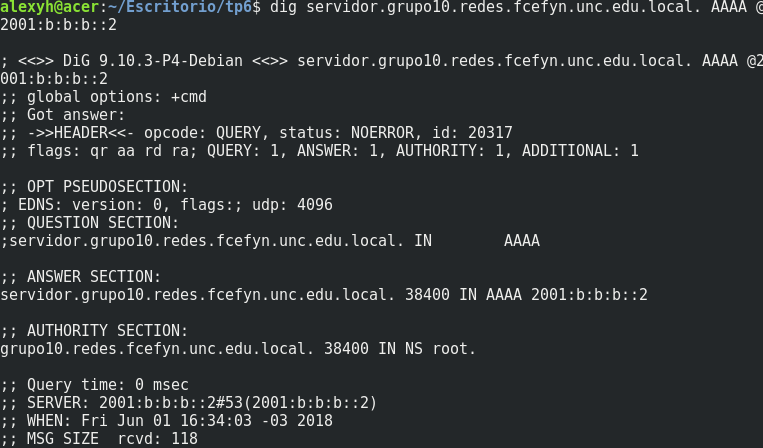 alexyh@acer:~/Escritorio/tp6$ dig servidor.grupo10.redes.fcefyn.unc.edu.local. AAAA @
2001:b:b:b::2

; <<>> DiG 9.10.3-P4-Debian <<>> servidor.grupo10.redes.fcefyn.unc.edu.local. AAAA @2
001:b:b:b::2
;; global options: +cmd
;; Got answer:
;; ->>HEADER<<- opcode: QUERY, status: NOERROR, id: 20317
;; flags: qr aa rd ra; QUERY: 1, ANSWER: 1, AUTHORITY: 1, ADDITIONAL: 1

;; OPT PSEUDOSECTION:
; EDNS: version: 0, flags:; udp: 4096
;; QUESTION SECTION:
;servidor.grupo10.redes.fcefyn.unc.edu.local. IN        AAAA

;; ANSWER SECTION:
servidor.grupo10.redes.fcefyn.unc.edu.local. 38400 IN AAAA 2001:b:b:b::2

;; AUTHORITY SECTION:
grupo10.redes.fcefyn.unc.edu.local. 38400 IN NS root.

;; Query time: 0 msec
;; SERVER: 2001:b:b:b::2#53(2001:b:b:b::2)
;; WHEN: Fri Jun 01 16:34:03 -03 2018
;; MSG SIZE  rcvd: 118